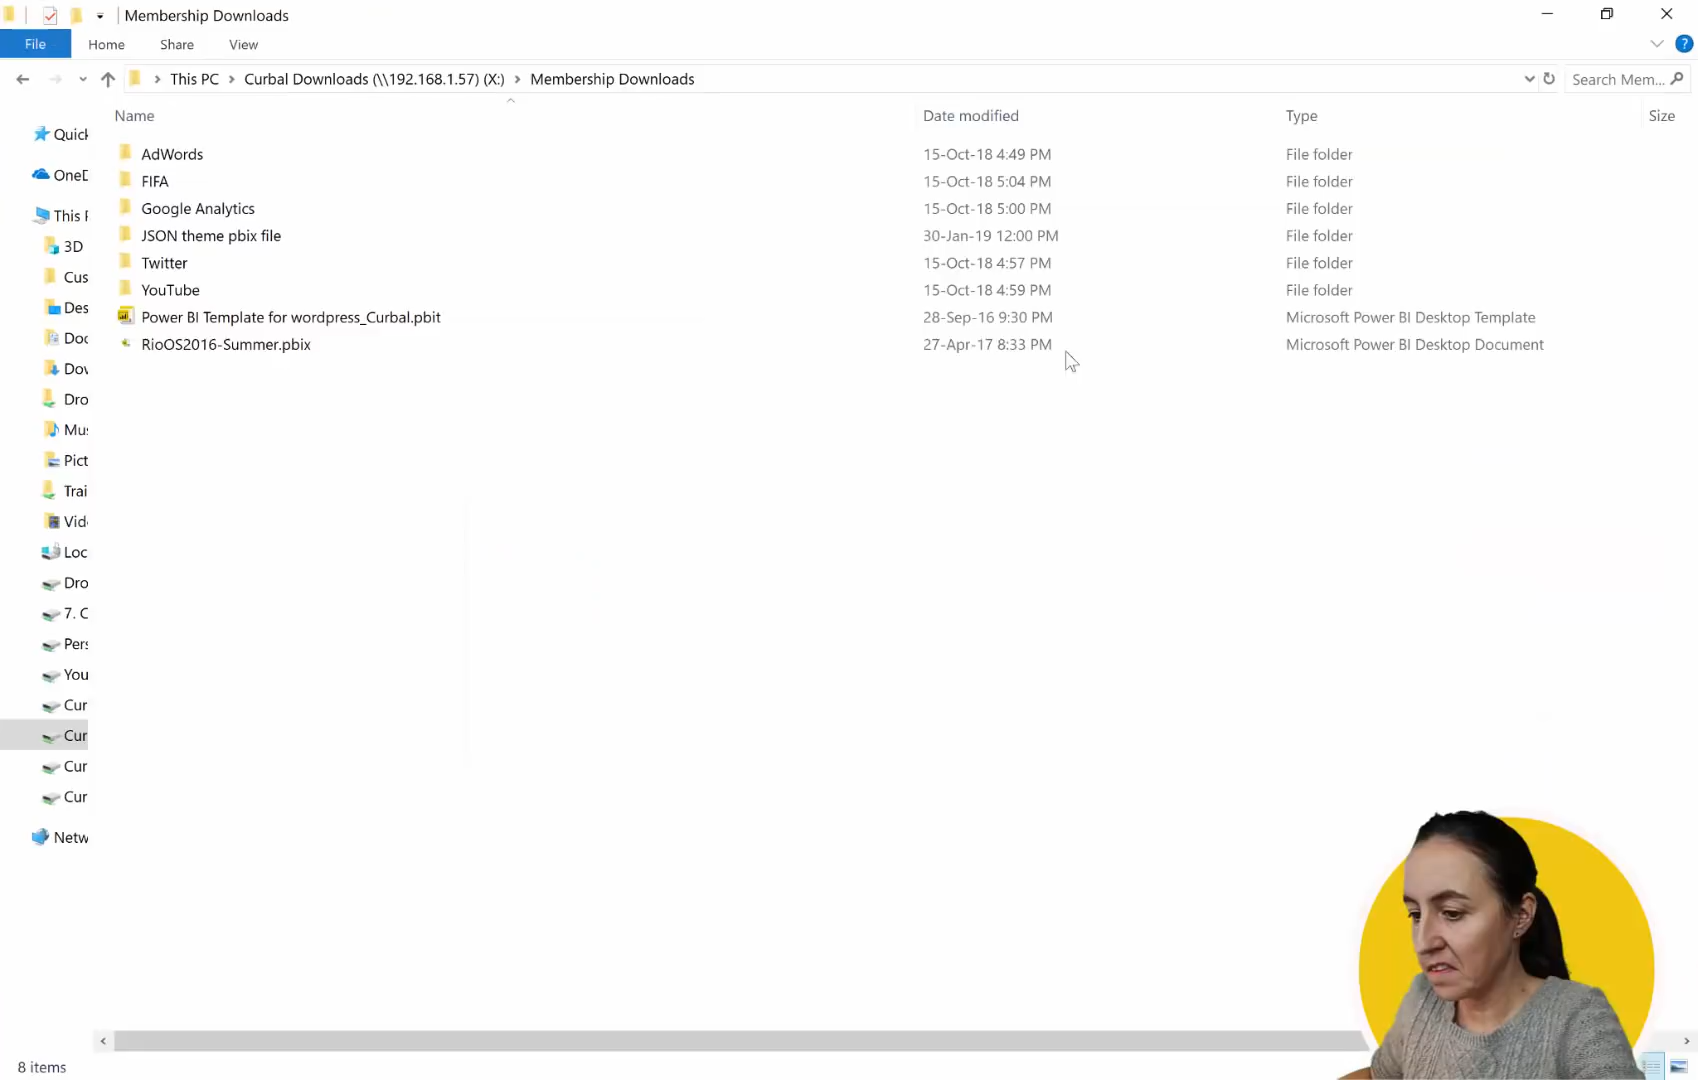 Membership Downloads
File Home Share View
This PC > Curbal Downloads (\\192.168.1.57) (X:) > Membership Downloads
Search Mem...
Name Date modified Type Size
AdWords 15-Oct-18 4:49 PM File folder
FIFA 15-Oct-18 5:04 PM File folder
Google Analytics 15-Oct-18 5:00 PM File folder
JSON theme pbix file 30-Jan-19 12:00 PM File folder
Twitter 15-Oct-18 4:57 PM File folder
YouTube 15-Oct-18 4:59 PM File folder
Power BI Template for wordpress_Curbal.pbit 28-Sep-16 9:30 PM Microsoft Power BI Desktop Template
RioOS2016-Summer.pbix 27-Apr-17 8:33 PM Microsoft Power BI Desktop Document
Quick
OneD
This P
3D
Cus
Des
Doc
Dov
Dro
Mus
Pict
Trai
Vide
Loc
Dro
7. C
Pers
You
Cur
Cur
Cur
Cur
Netw
8 items